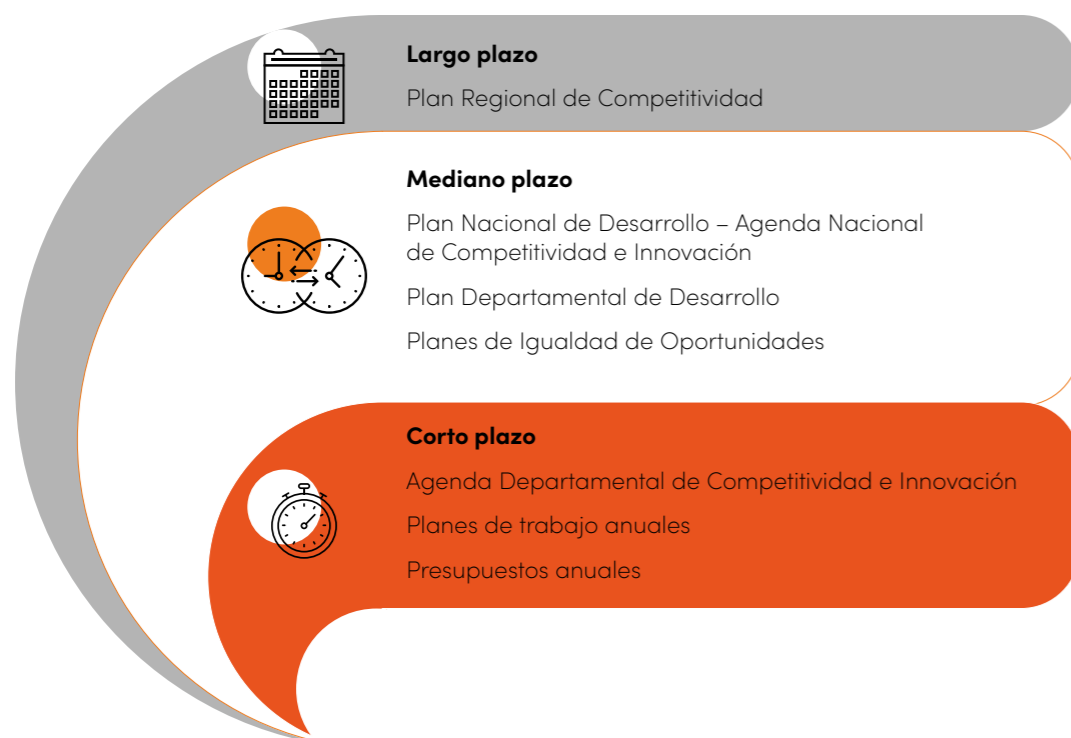 Largo plazo
Plan Regional de Competitividad
Mediano plazo
Plan Nacional de Desarrollo – Agenda Nacional
de Competitividad e Innovación
Plan Departamental de Desarrollo
Planes de Igualdad de Oportunidades
Corto plazo
Agenda Departamental de Competitividad e Innovación
Planes de trabajo anuales
Presupuestos anuales